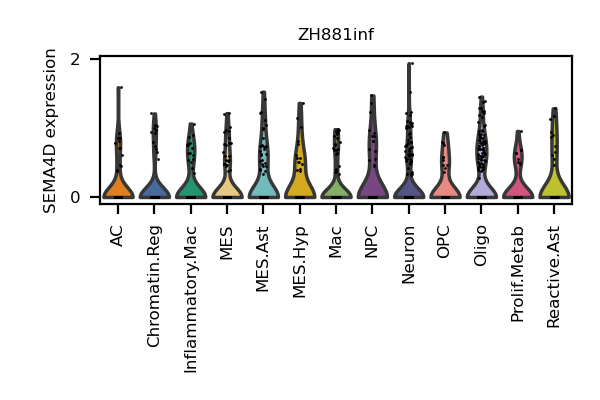 ZH881inf
SEMA4D expression
2
0
AC
Chromatin.Reg
Inflammatory.Mac
MES
MES.Ast
MES.Hyp
Mac
NPC
Neuron
OPC
Oligo
Prolif.Metab
Reactive.Ast